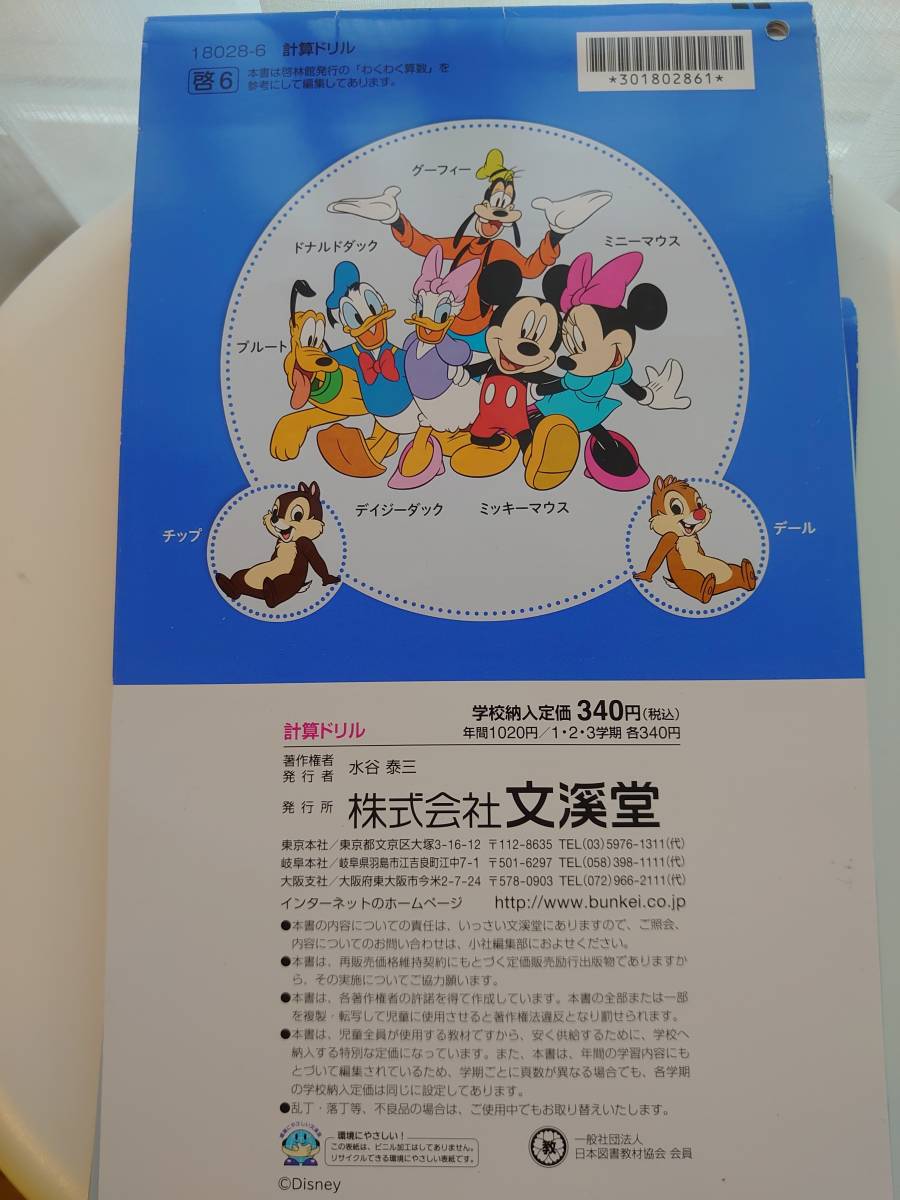 18028-6 計算ドリル
啓6 本書は啓林館発行の「わくわく算数」を
参考にして編集してあります。
*301802861*
グーフィー
ドナルドダック
ミニーマウス
プルート
デイジーダック
ミッキーマウス
チップ
デール
学校納入定価 340円(税込)
計算ドリル
年間1020円/1・2・3学期 各340円
著作権者
発行者
水谷 泰三
発行所 株式会社 文溪堂
東京本社/東京都文京区大塚3-16-12 〒112-8635 TEL(03)5976-1311(代)
岐阜本社/岐阜県羽島市江吉良町江中7-1 〒501-6297 TEL(058)398-1111(代)
大阪支社/大阪府東大阪市今米2-7-24 〒578-0903 TEL(072)966-2111(代)
インターネットのホームページ http://www.bunkei.co.jp
●本書の内容についての責任は、いっさい文溪堂にありますので、ご照会、
内容についてのお問い合わせは、小社編集部におよせください。
●本書は、再販売価格維持契約にもとづく定価販売励行出版物でありますか
ら、その実施についてご協力願います。
●本書は、各著作権者の許諾を得て作成しています。本書の全部または一部
を複製・転写して児童に使用させると著作権法違反となり罰せられます。
●本書は、児童全員が使用する教材ですから、安く供給するために、学校へ
納入する特別な定価になっています。また、本書は、年間の学習内容にも
とづいて編集されているため、学期ごとに頁数が異なる場合でも、各学期
の学校納入定価は同じに設定してあります。
●乱丁・落丁等、不良品の場合は、ご使用中でもお取り替えいたします。
環境にやさしい文溪堂
環境にやさしい!
この表紙は、ビニル加工はしてありません。
リサイクルできる環境にやさしい表紙です。
教
一般社団法人
日本図書教材協会 会員
©Disney